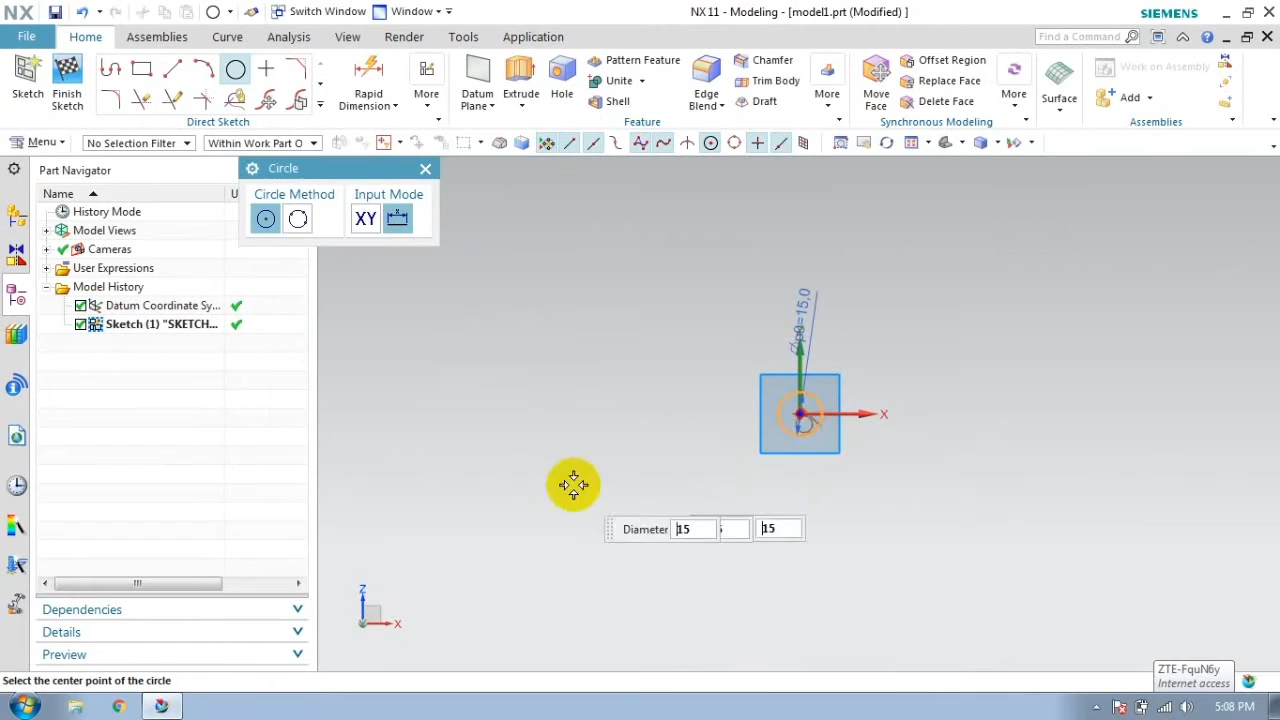 NX
Switch Window
Window
NX 11 - Modeling - [model1.prt (Modified) ]
SIEMENS
File
Home
Assemblies
Curve
Analysis
View
Render
Tools
Application
Find a Command
Sketch
Finish
Sketch
Rapid
Dimension
More
Datum
Plane
Extrude
Hole
Pattern Feature
Unite
Shell
Edge
Blend
Chamfer
Trim Body
Draft
More
Move
Face
Offset Region
Replace Face
Delete Face
More
Surface
Work on Assembly
Add
Direct Sketch
Feature
Synchronous Modeling
Assemblies
Menu
No Selection Filter
Within Work Part O
Part Navigator
Name
U
History Mode
Model Views
Cameras
User Expressions
Model History
Datum Coordinate Sy...
Sketch (1) "SKETCH...
Circle
Circle Method
Input Mode
XY
X
Diameter 15
15
Z
X
Dependencies
Details
Preview
Select the center point of the circle
ZTE-FquN6y
Internet access
5:08 PM